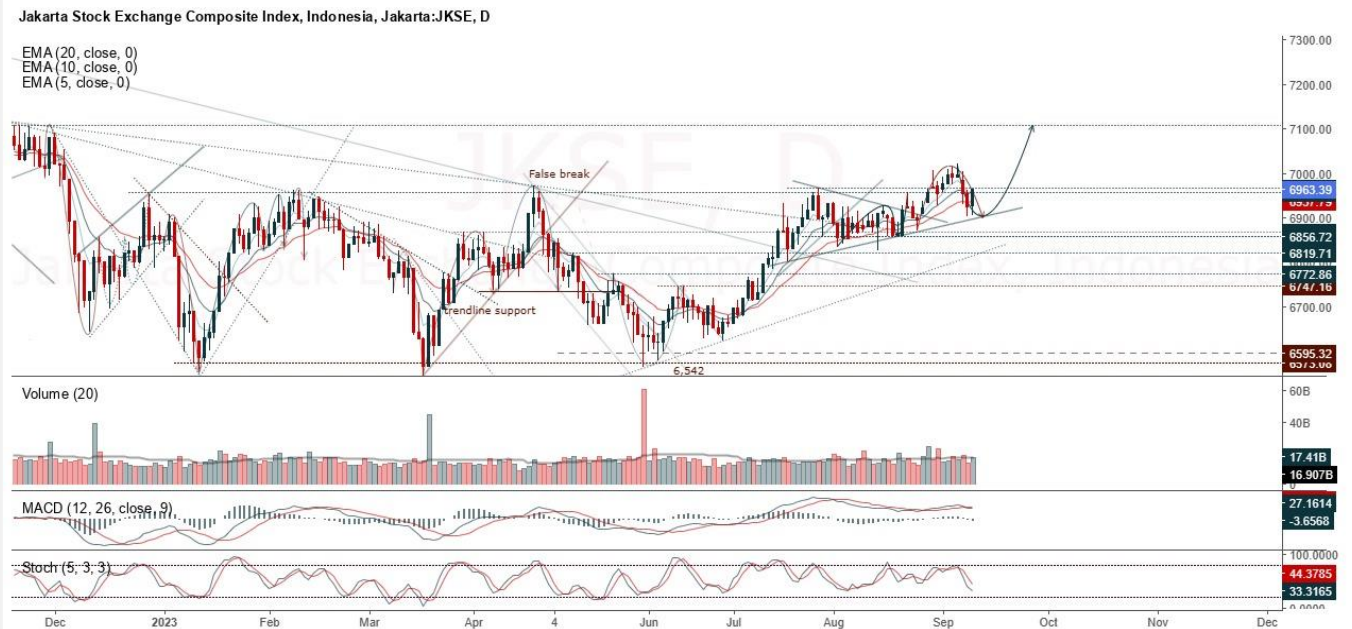 Jakarta Stock Exchange Composite Index, Indonesia, Jakarta:JKSE, D
EMA (20, close, 0)
EMA (10, close, 0)
EMA (5, close, 0)
JKSE, D
False break
trendline support
6,542
7300.00
7200.00
7100.00
7000.00
6963.39
6900.00
6856.72
6819.71
6772.86
6747.16
6700.00
6595.32
Volume (20)
60B
40B
17.41B
16.907B
MACD (12, 26, close, 9)
27.1614
-3.6568
Stoch (5, 3, 3)
100.0000
44.3785
33.3165
Dec
2023
Feb
Mar
Apr
4
Jun
Jul
Aug
Sep
Oct
Nov
Dec